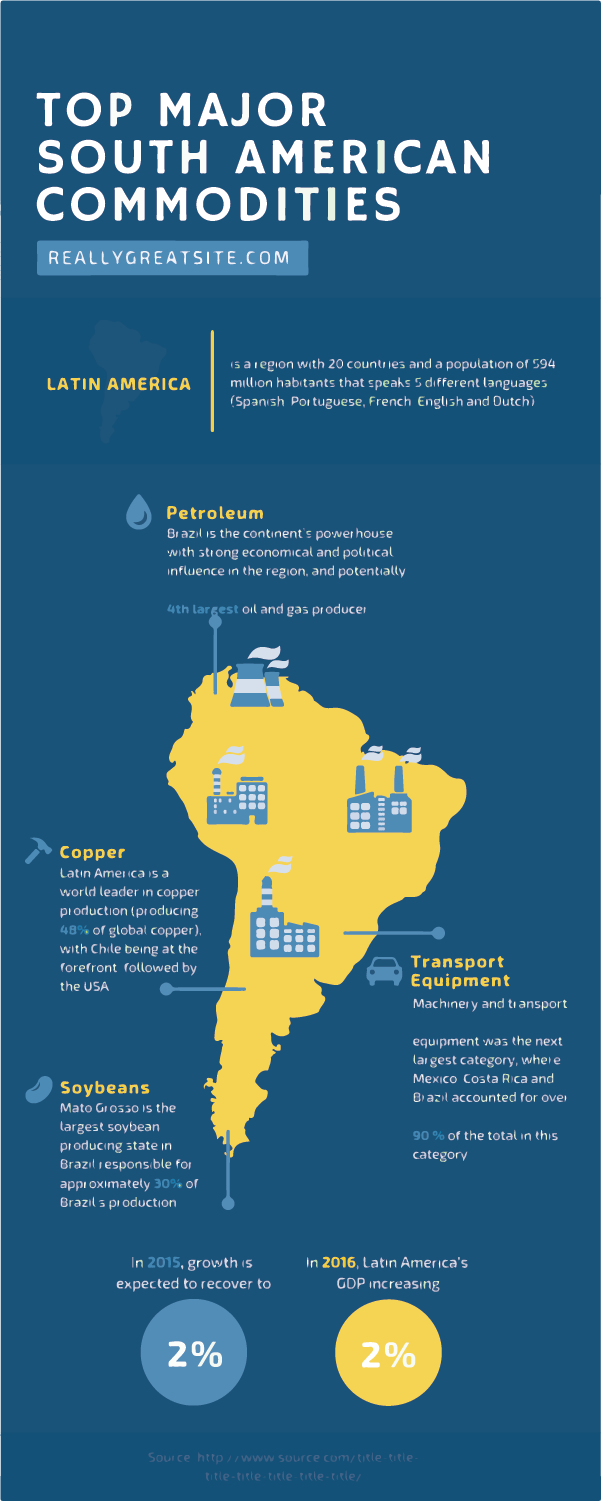 TOP MAJOR
SOUTH AMERICAN
COMMODITIES
REALLYGREATSITE.COM
LATIN AMERICA
is a region with 20 countries and a population of 594
million habitants that speaks 5 different languages
(Spanish Portuguese, French English and Dutch)
Petroleum
Brazil is the continent's powerhouse
with strong economical and political
influence in the region, and potentially
4th largest oil and gas producer
Copper
Latin America is a
world leader in copper
production (producing
48% of global copper),
with Chile being at the
forefront followed by
the USA
Transport
Equipment
Machinery and transport
equipment was the next
largest category, where
Mexico Costa Rica and
Brazil accounted for over
90 % of the total in this
category
Soybeans
Mato Grosso is the
largest soybean
producing state in
Brazil responsible for
approximately 30% of
Brazil s production
In 2015, growth is
expected to recover to
2%
In 2016, Latin America's
GDP increasing
2%
Source http //www source com/title-title-
title-title-title-title-title/